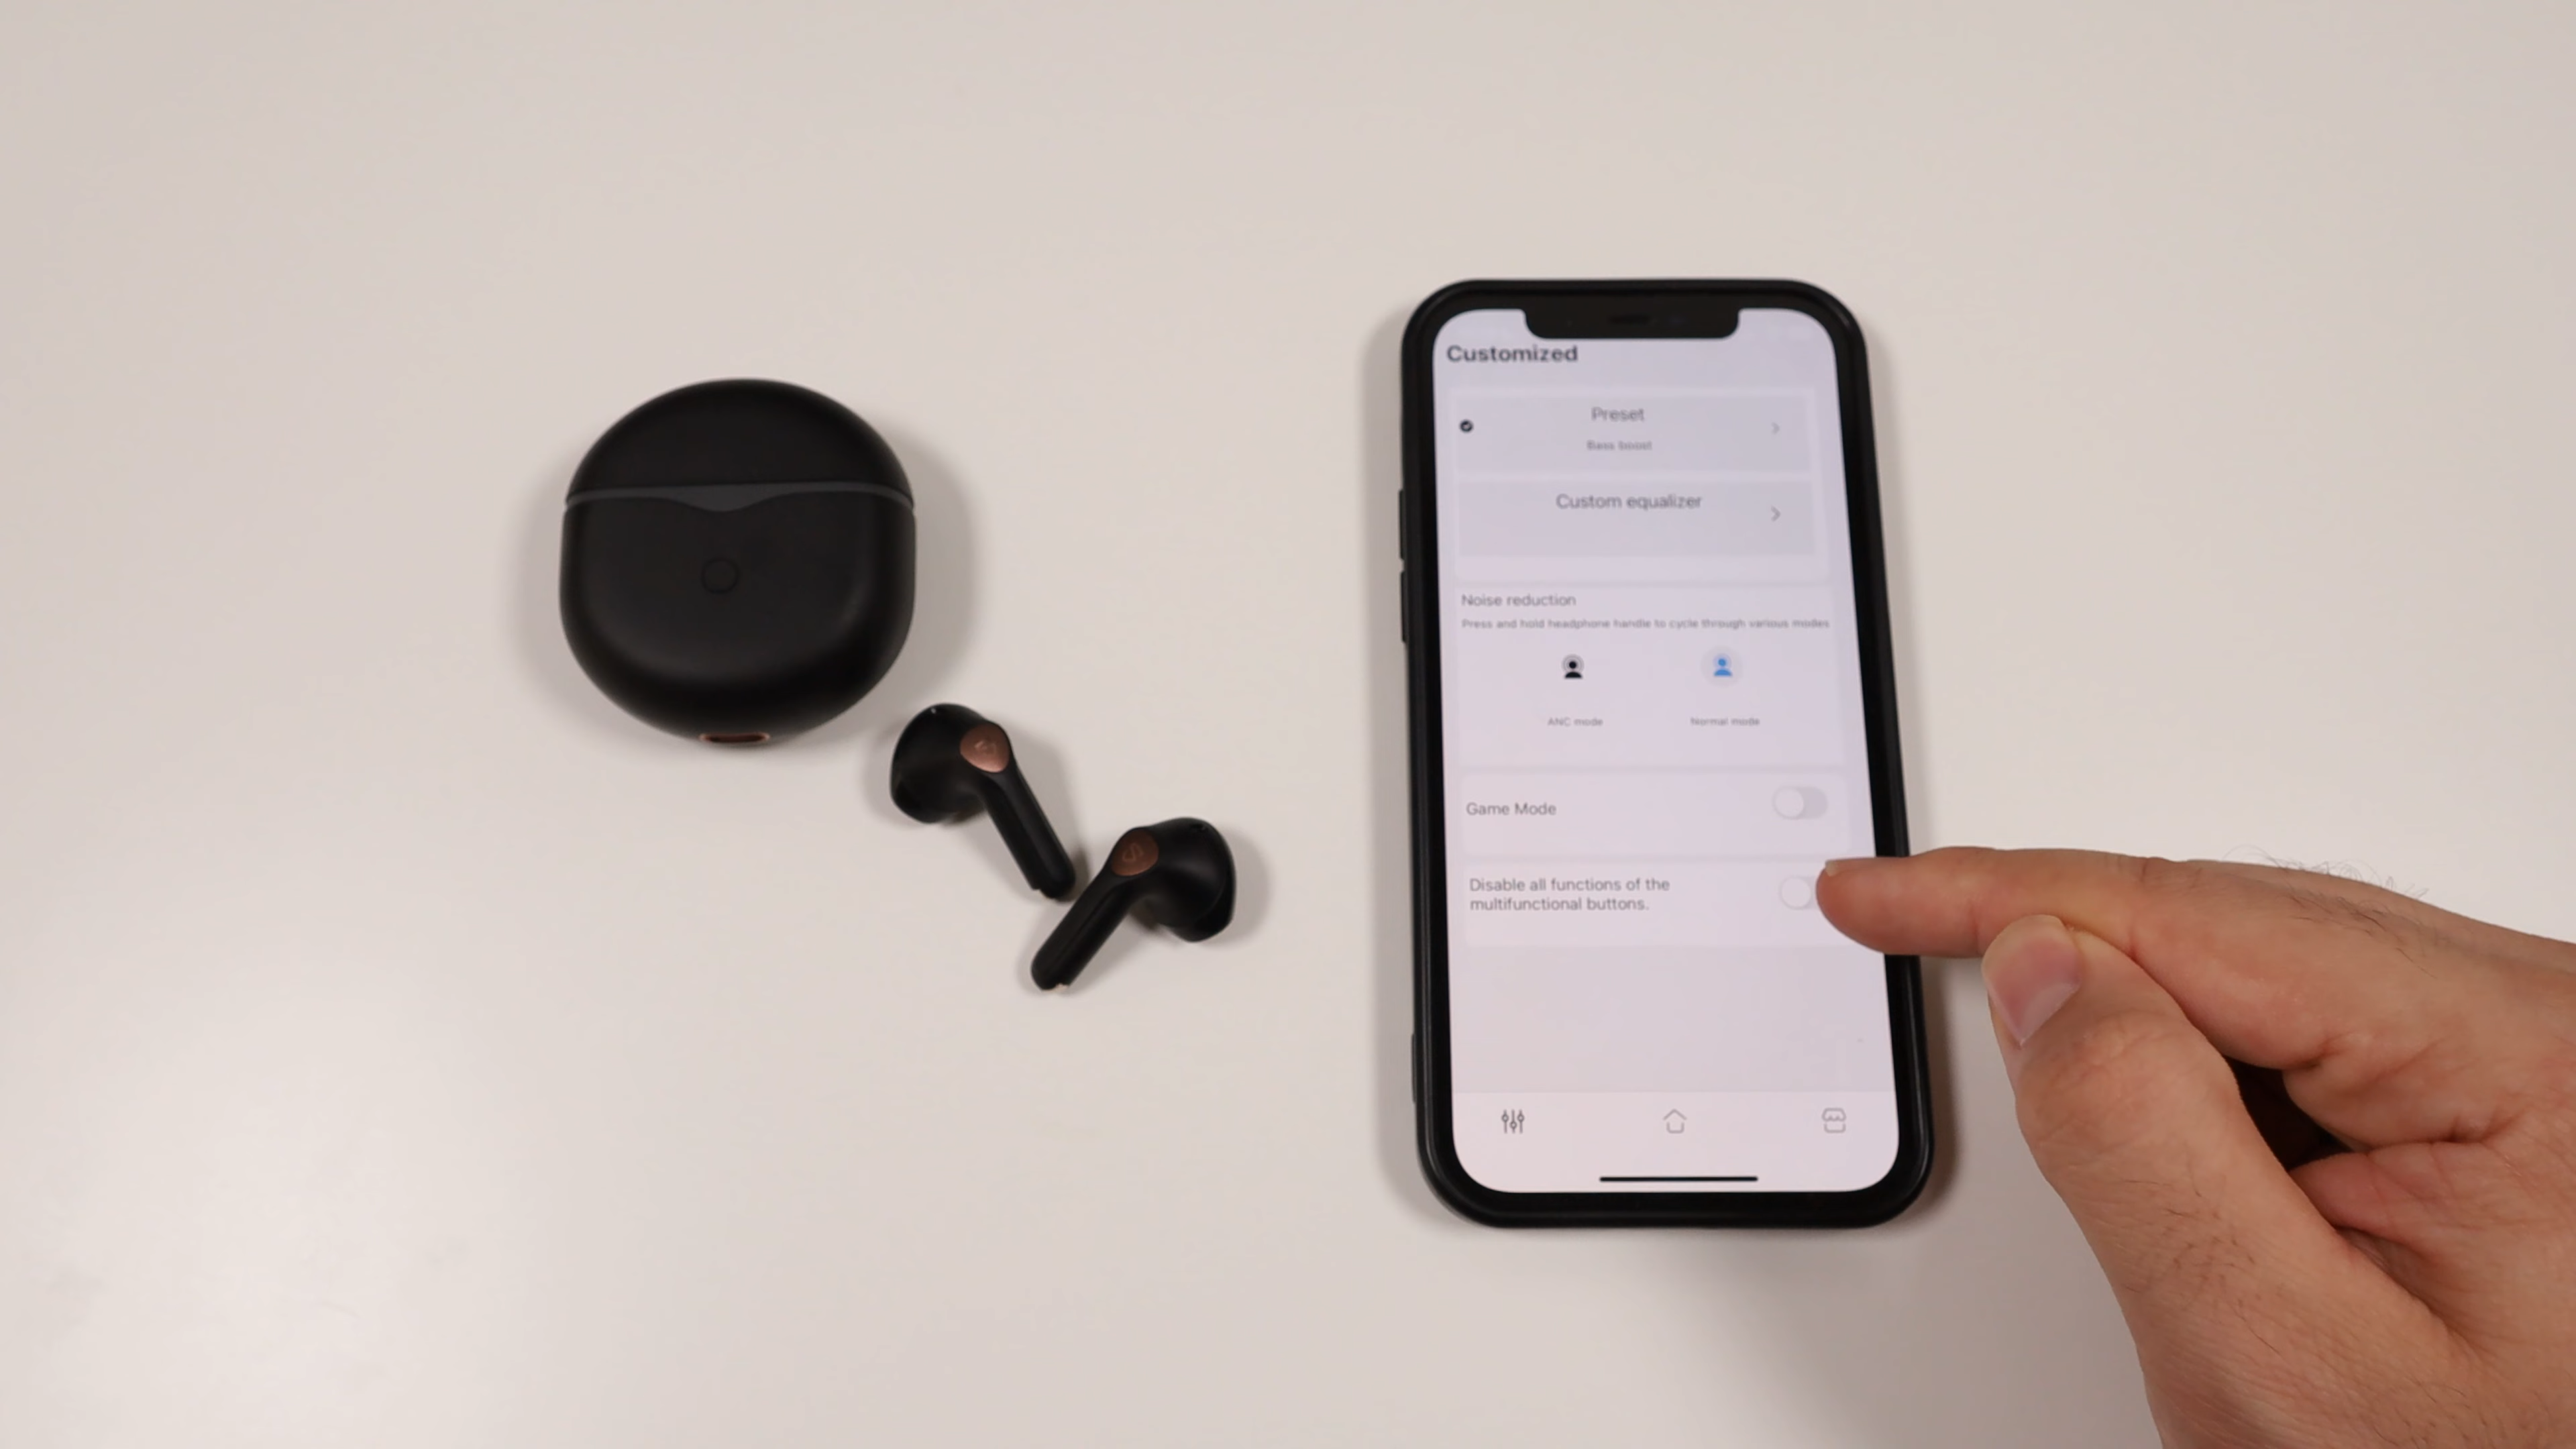 Customized
Preset
Bass boost
Custom equalizer
Noise reduction
Press and hold headphone handle to cycle through various modes
ANC mode
Normal mode
Game Mode
Disable all functions of the
multifunctional buttons.